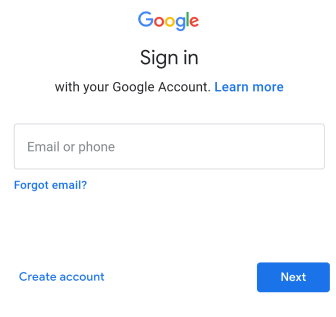 Google
Sign in
with your Google Account. Learn more
Email or phone
Forgot email?
Create account
Next